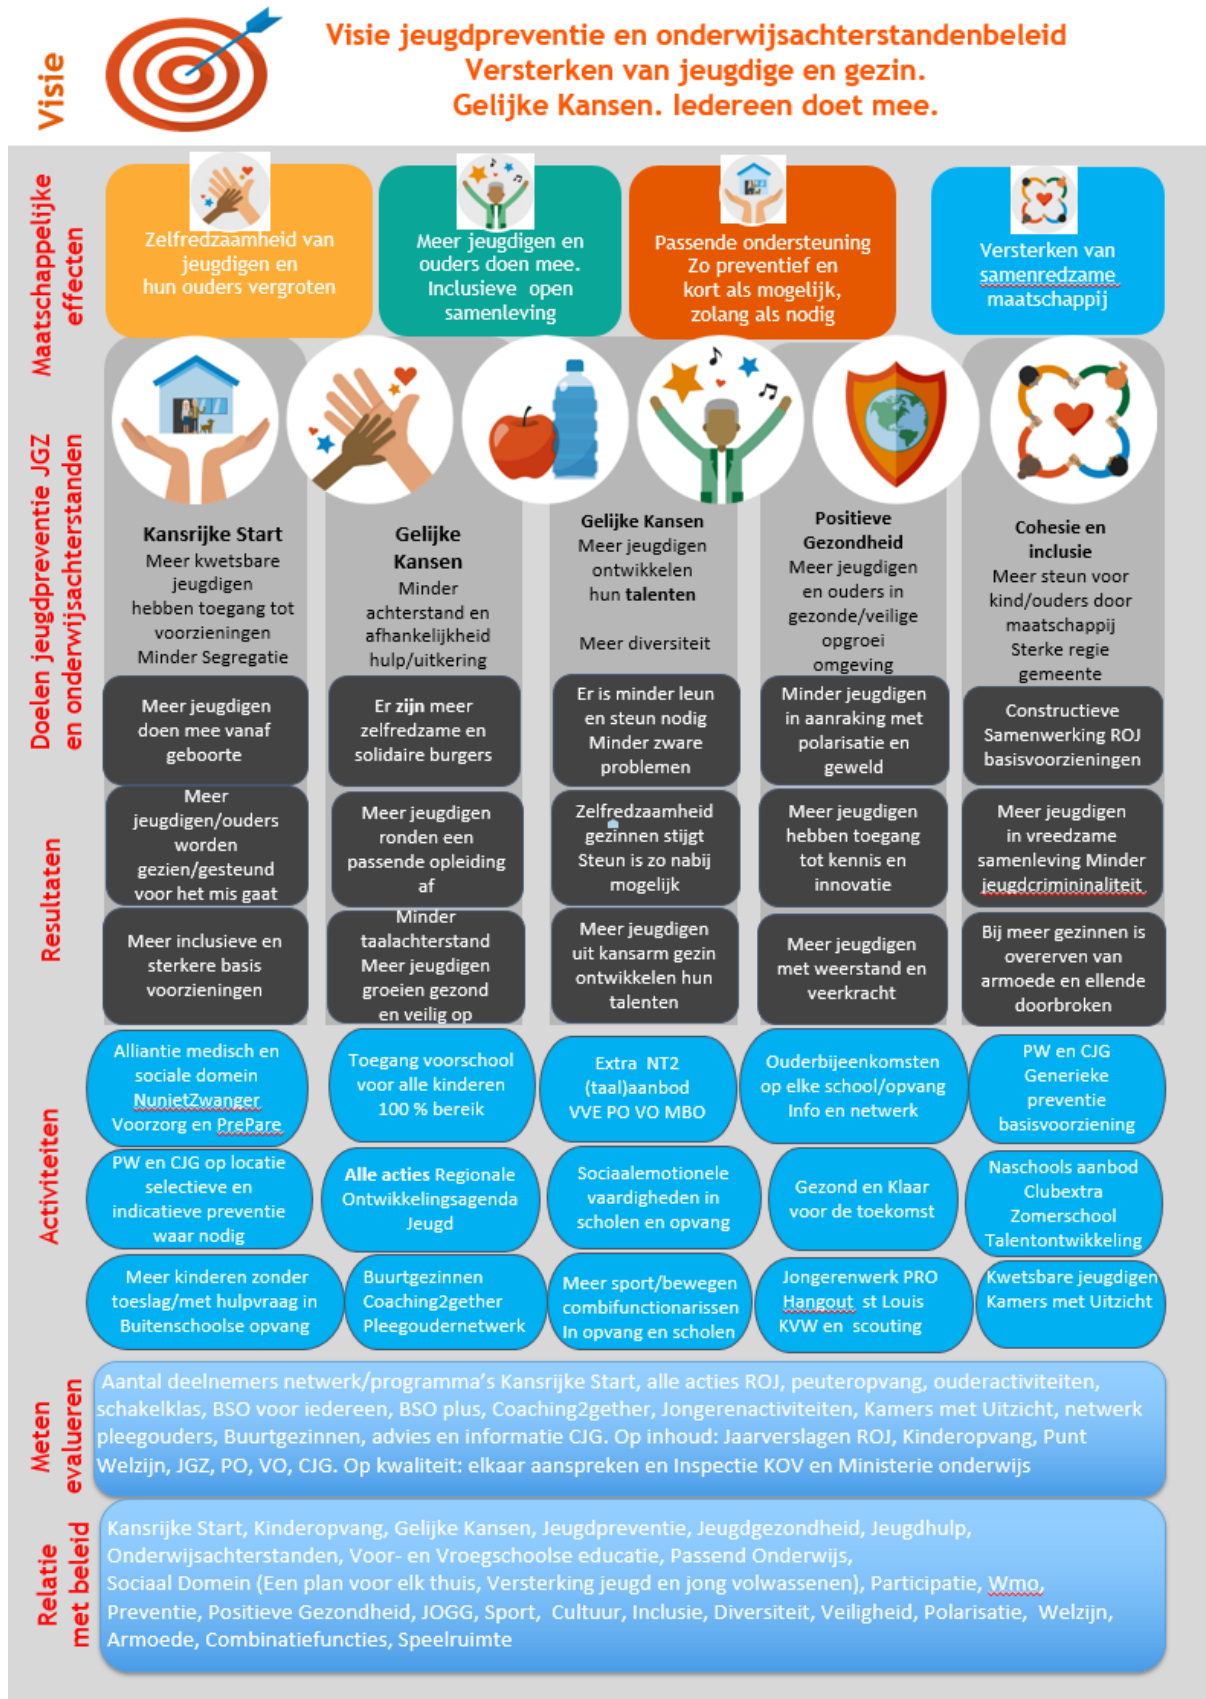 Visie
Visie jeugdpreventie en onderwijsachterstandenbeleid
Versterken van jeugdige en gezin.
Gelijke Kansen. Iedereen doet mee.
Maatschappelijke
effecten
Zelfredzaamheid van
jeugdigen en
hun ouders vergroten
Meer jeugdigen en
ouders doen mee.
Inclusieve open
samenleving
Passende ondersteuning
Zo preventief en
kort als mogelijk,
zolang als nodig
Versterken van
samenredzame
maatschappij
Doelen jeugdpreventie JGZ
en onderwijsachterstanden
Kansrijke Start
Meer kwetsbare
jeugdigen
hebben toegang tot
voorzieningen
Minder Segregatie
Gelijke
Kansen
Minder
achterstand en
afhankelijkheid
hulp/uitkering
Gelijke Kansen
Meer jeugdigen
ontwikkelen
hun talenten
Meer diversiteit
Positieve
Gezondheid
Meer jeugdigen
en ouders in
gezonde/veilige
opgroei
omgeving
Cohesie en
inclusie
Meer steun voor
kind/ouders door
maatschappij
Sterke regie
gemeente
Resultaten
Meer jeugdigen
doen mee vanaf
geboorte
Er zijn meer
zelfredzame en
solidaire burgers
Er is minder leun
en steun nodig
Minder zware
problemen
Minder jeugdigen
in aanraking met
polarisatie en
geweld
Constructieve
Samenwerking ROJ
basisvoorzieningen
Meer
jeugdigen/ouders
worden
gezien/gesteund
voor het mis gaat
Meer jeugdigen
ronden een
passende opleiding
af
Zelfredzaamheid
gezinnen stijgt
Steun is zo nabij
mogelijk
Meer jeugdigen
hebben toegang
tot kennis en
innovatie
Meer jeugdigen
in vreedzame
samenleving Minder
jeugdcrimininaliteit
Meer inclusieve en
sterkere basis
voorzieningen
Minder
taalachterstand
Meer jeugdigen
groeien gezond
en veilig op
Meer jeugdigen
uit kansarm gezin
ontwikkelen hun
talenten
Meer jeugdigen
met weerstand en
veerkracht
Bij meer gezinnen is
overerven van
armoede en ellende
doorbroken
Activiteiten
Alliantie medisch en
sociale domein
NunietZwanger
Voorzorg en PrePare
Toegang voorschool
voor alle kinderen
100 % bereik
Extra NT2
(taal)aanbod
VVE PO VO MBO
Ouderbijeenkomsten
op elke school/opvang
Info en netwerk
PW en CJG
Generieke
preventie
basisvoorziening
PW en CJG op locatie
selectieve en
indicatieve preventie
waar nodig
Alle acties Regionale
Ontwikkelingsagenda
Jeugd
Sociaalemotionele
vaardigheden in
scholen en opvang
Gezond en Klaar
voor de toekomst
Naschools aanbod
Clubextra
Zomerschool
Talentontwikkeling
Meer kinderen zonder
toeslag/met hulpvraag in
Buitenschoolse opvang
Buurtgezinnen
Coaching2gether
Pleegoudernetwerk
Meer sport/bewegen
combifunctionarissen
In opvang en scholen
Jongerenwerk PRO
Hangout st Louis
KVW en scouting
Kwetsbare jeugdigen
Kamers met Uitzicht
Meten
evalueren
Aantal deelnemers netwerk/programma's Kansrijke Start, alle acties ROJ, peuteropvang, ouderactiviteiten,
schakelklas, BSO voor iedereen, BSO plus, Coaching2gether, Jongerenactiviteiten, Kamers met Uitzicht, netwerk
pleegouders, Buurtgezinnen, advies en informatie CJG. Op inhoud: Jaarverslagen ROJ, Kinderopvang, Punt
Welzijn, JGZ, PO, VO, CJG. Op kwaliteit: elkaar aanspreken en Inspectie KOV en Ministerie onderwijs
Relatie
met beleid
Kansrijke Start, Kinderopvang, Gelijke Kansen, Jeugdpreventie, Jeugdgezondheid, Jeugdhulp,
Onderwijsachterstanden, Voor- en Vroegschoolse educatie, Passend Onderwijs,
Sociaal Domein (Een plan voor elk thuis, Versterking jeugd en jong volwassenen), Participatie, Wmo,
Preventie, Positieve Gezondheid, JOGG, Sport, Cultuur, Inclusie, Diversiteit, Veiligheid, Polarisatie, Welzijn,
Armoede, Combinatiefuncties, Speelruimte